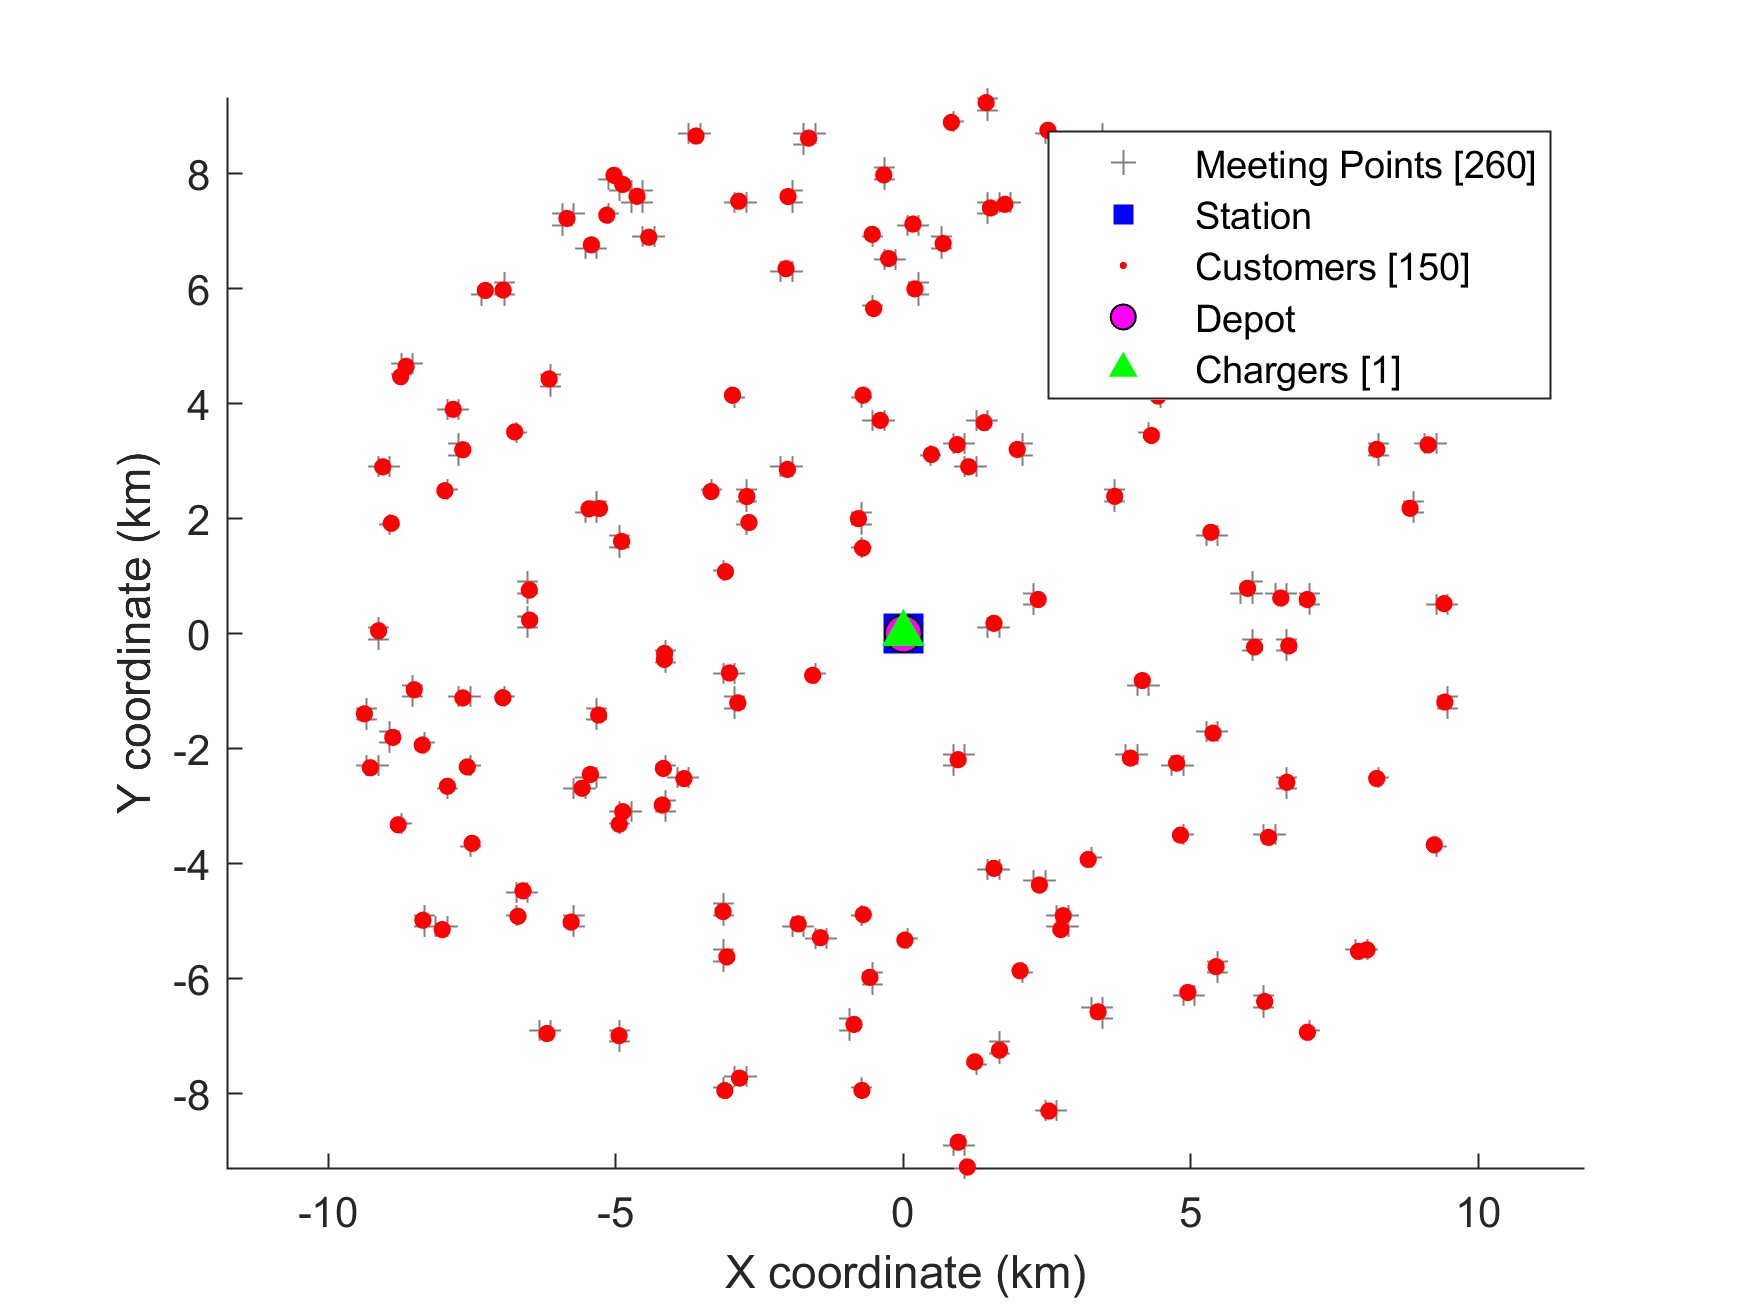 Meeting Points [260]
Station
Customers [150]
Depot
Chargers [1]
8
6
4
2
0
-2
-4
-6
-8
Y coordinate (km)
-10 -5 0 5 10
X coordinate (km)